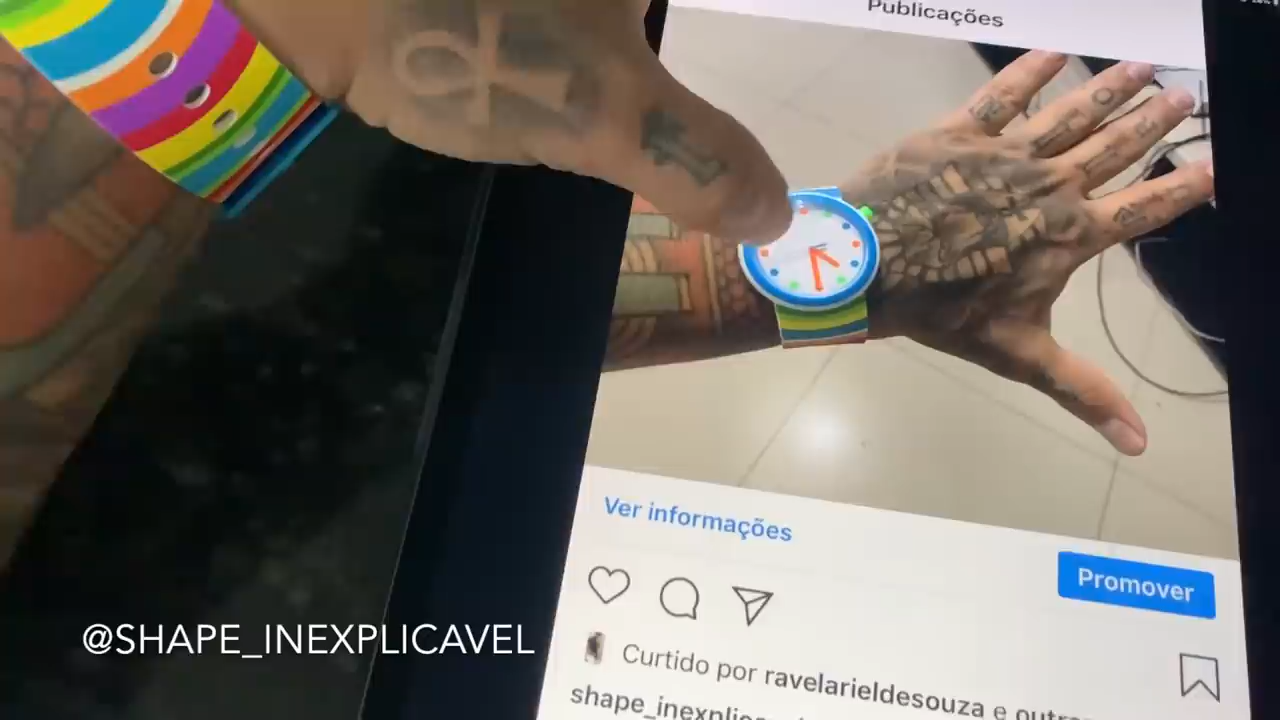 Publicações
Ver informações
Promover
@SHAPE_INEXPLICAVEL
Curtido por ravelarieldesouza e